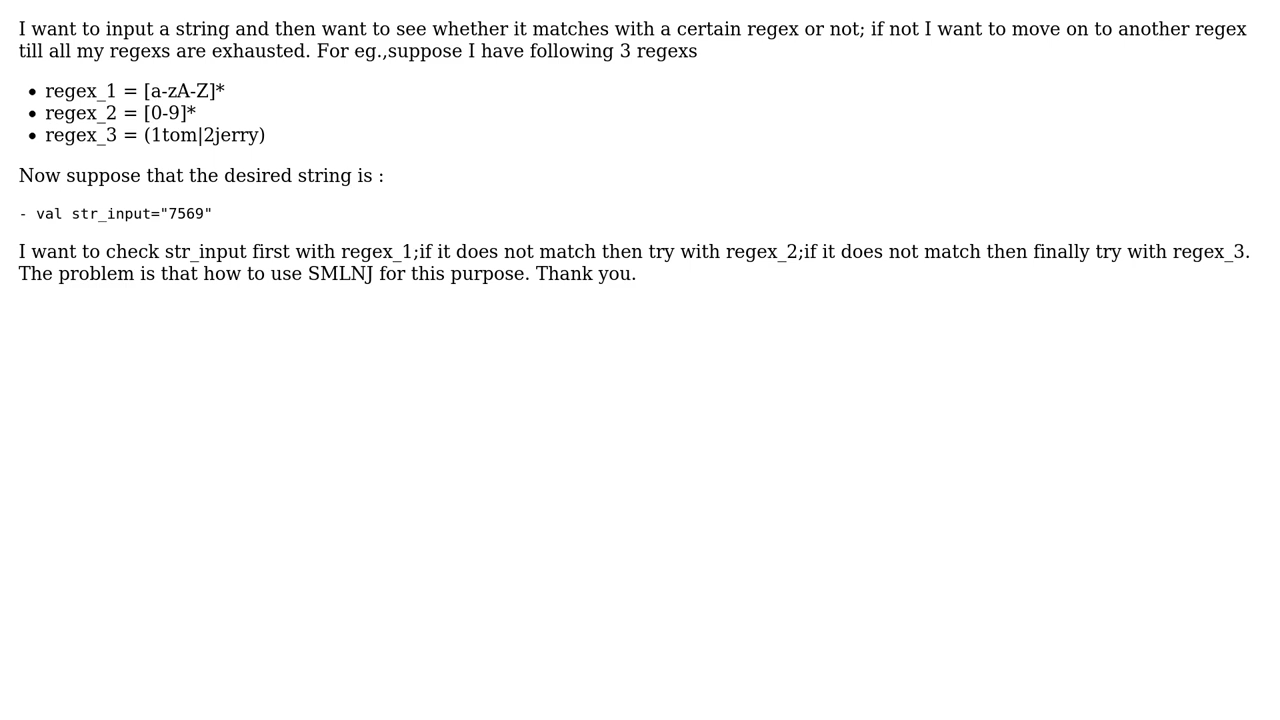 I want to input a string and then want to see whether it matches with a certain regex or not; if not I want to move on to another regex
till all my regexs are exhausted. For eg.,suppose I have following 3 regexs
• regex_1 = [a-zA-Z]*
• regex_2 = [0-9]*
• regex_3 = (1tom|2jerry)
Now suppose that the desired string is :
- val str_input="7569"
I want to check str_input first with regex_1;if it does not match then try with regex_2;if it does not match then finally try with regex_3.
The problem is that how to use SMLNJ for this purpose. Thank you.